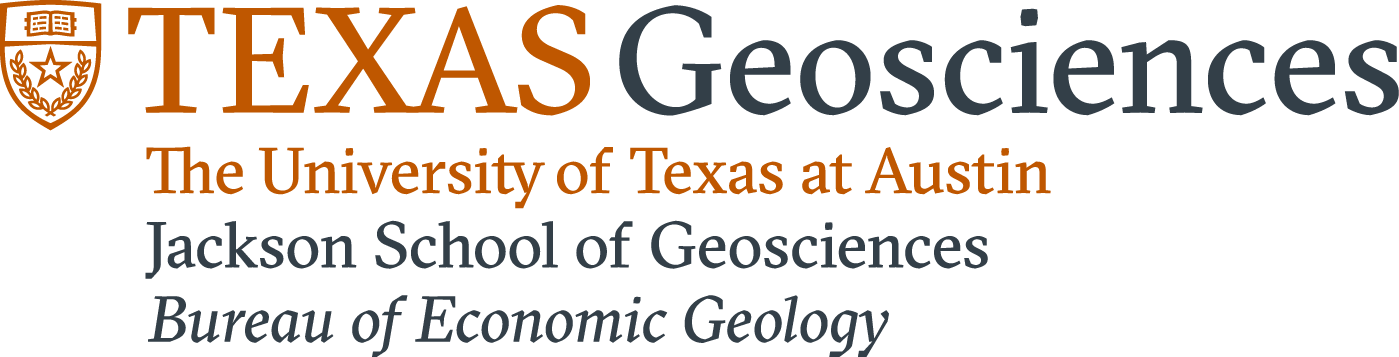 TEXAS Geosciences
The University of Texas at Austin
Jackson School of Geosciences
Bureau of Economic Geology